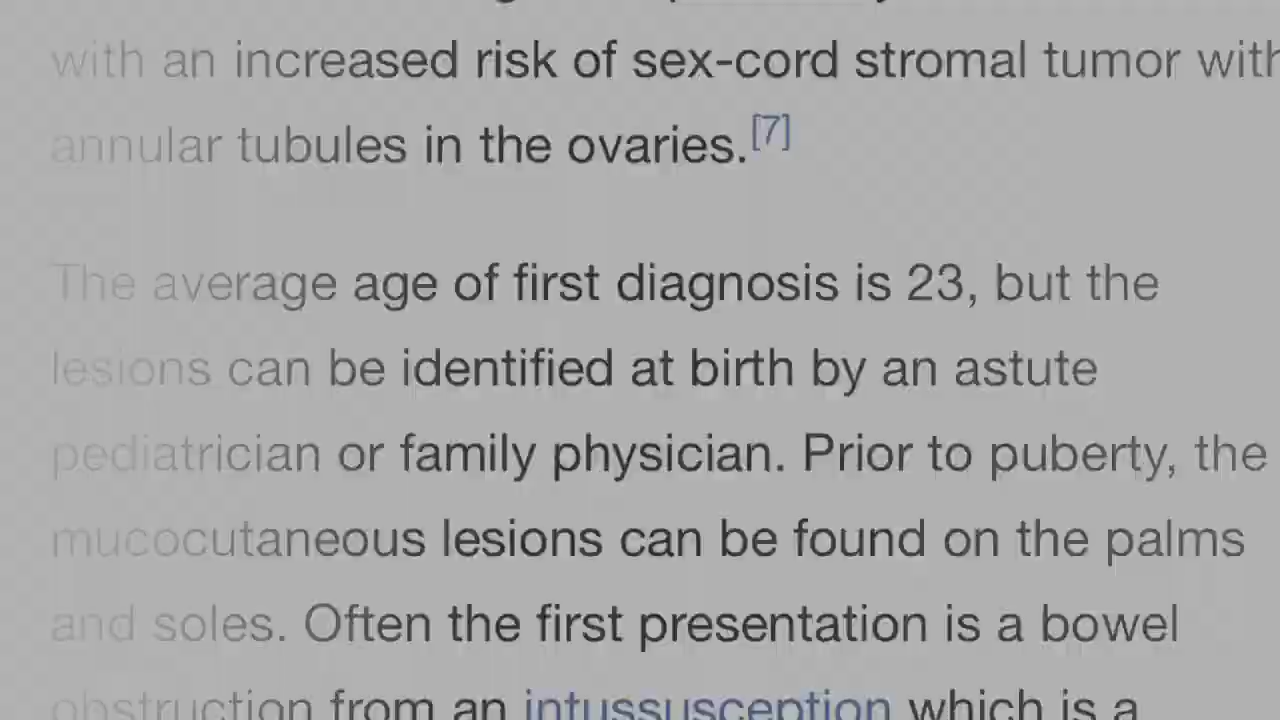 with an increased risk of sex-cord stromal tumor with
annular tubules in the ovaries.[7]
The average age of first diagnosis is 23, but the
lesions can be identified at birth by an astute
pediatrician or family physician. Prior to puberty, the
mucocutaneous lesions can be found on the palms
and soles. Often the first presentation is a bowel
obstruction from an intussusception which is a